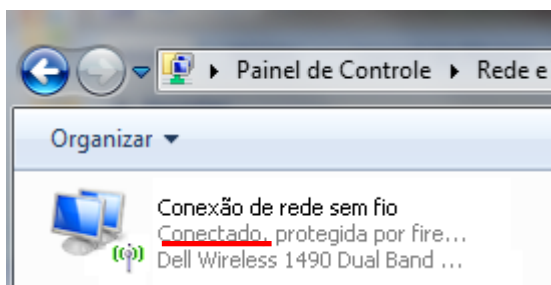 Painel de Controle ▸ Rede e
Organizar
Conexão de rede sem fio
Conectado, protegida por fire...
Dell Wireless 1490 Dual Band ...